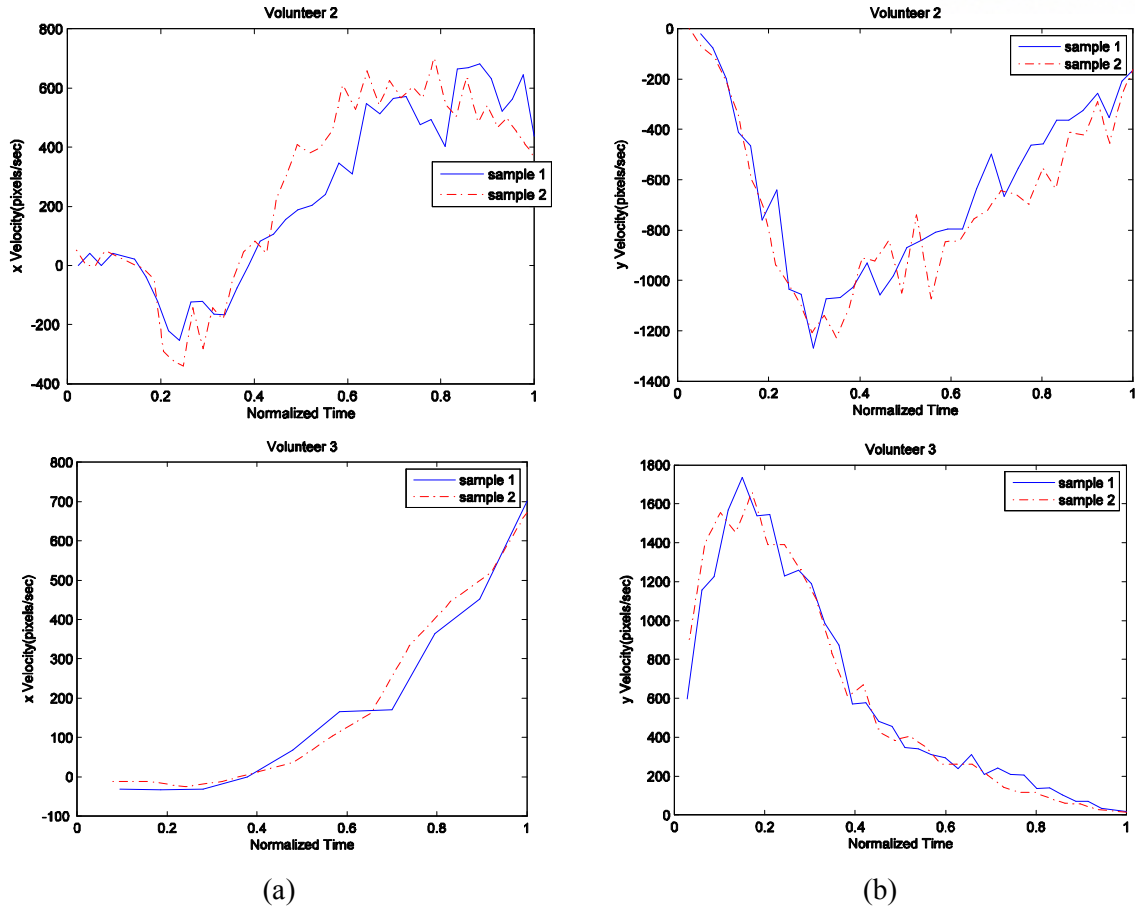 Volunteer 2
800
600
400
200
0
-200
-400
x Velocity(pixels/sec)
sample 1
sample 2
0 0.2 0.4 0.6 0.8 1
Normalized Time
Volunteer 2
0
-200
-400
-600
-800
-1000
-1200
-1400
y Velocity(pixels/sec)
sample 1
sample 2
0 0.2 0.4 0.6 0.8 1
Normalized Time
Volunteer 3
800
700
600
500
400
300
200
100
0
-100
x Velocity(pixels/sec)
sample 1
sample 2
0 0.2 0.4 0.6 0.8 1
Normalized Time
Volunteer 3
1800
1600
1400
1200
1000
800
600
400
200
0
y Velocity(pixels/sec)
sample 1
sample 2
0 0.2 0.4 0.6 0.8 1
Normalized Time
(a)
(b)